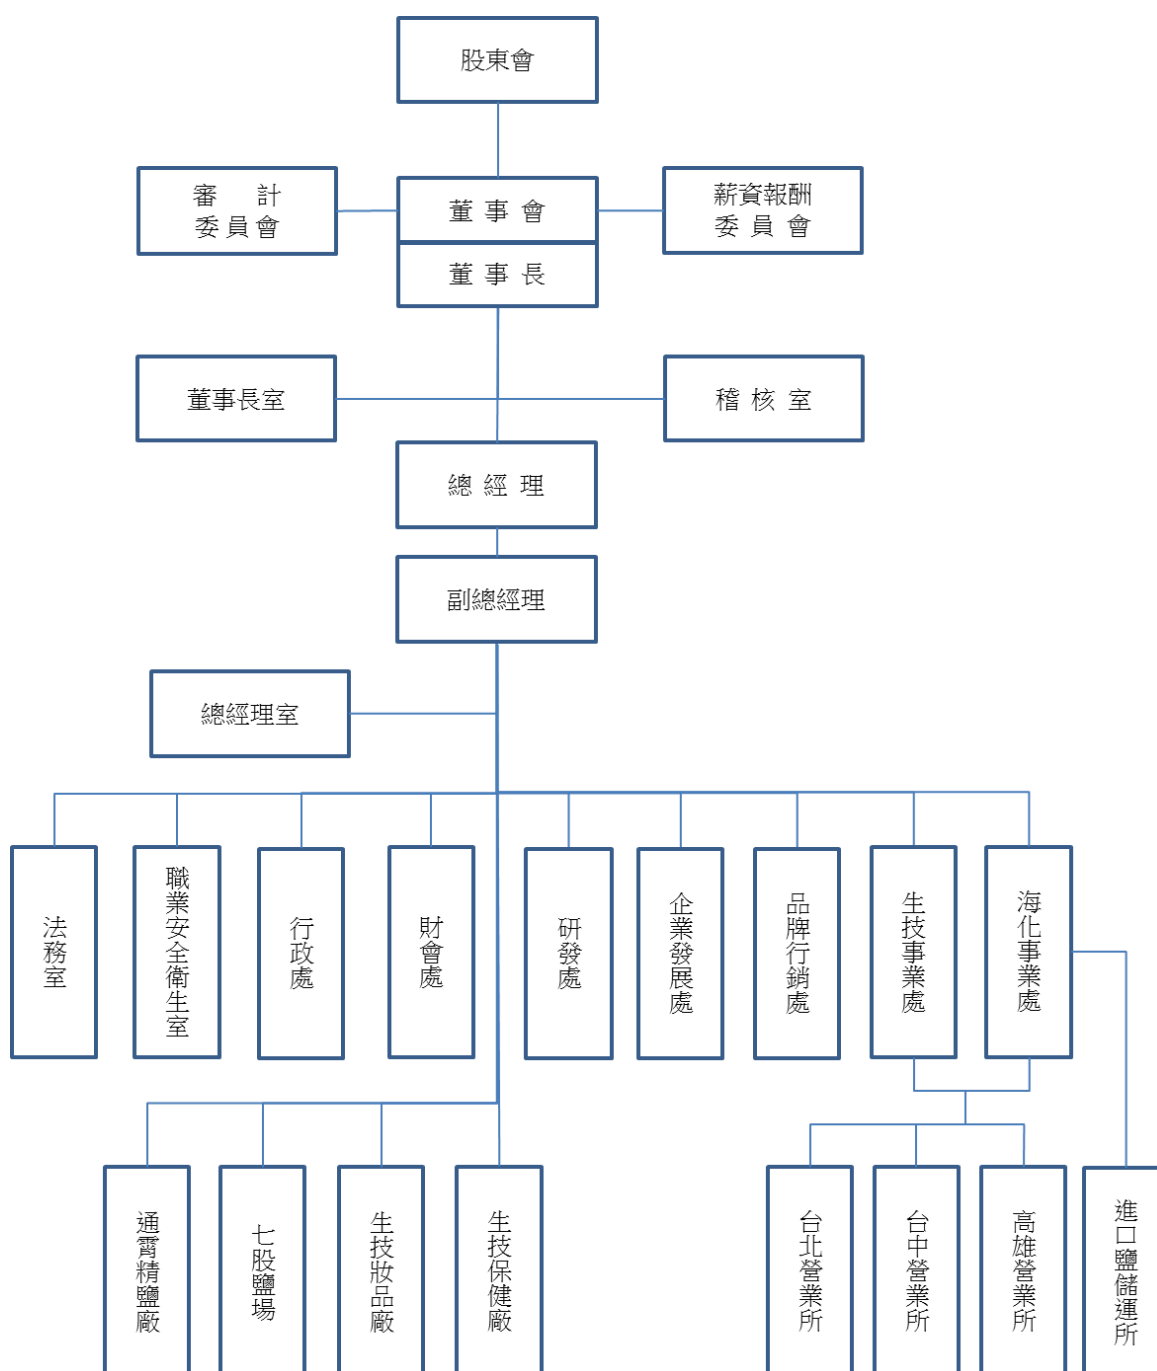 股東會
審計
委員會
董事會
薪資報酬
委員會
董事長
董事長室
稽核室
總經理
副總經理
總經理室
法務室
職業安全衛生室
行政處
財會處
研發處
企業發展處
品牌行銷處
生技事業處
海化事業處
通霄精鹽廠
七股鹽場
生技妝品廠
生技保健廠
台北營業所
台中營業所
高雄營業所
進口鹽儲運所